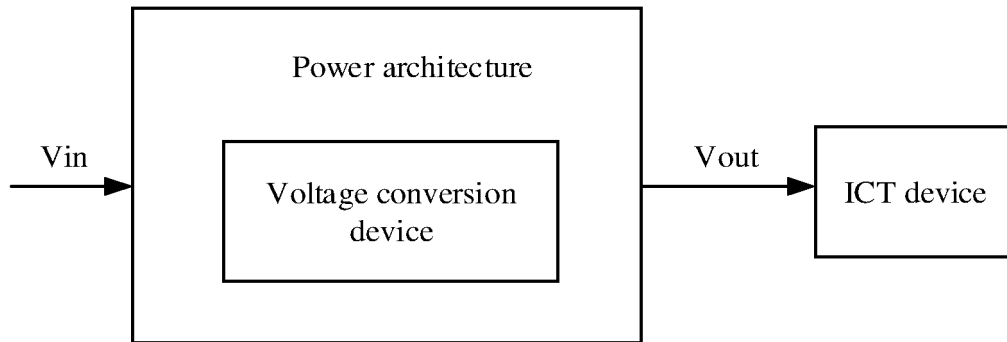 Power architecture
Vin
Voltage conversion
device
Vout
ICT device